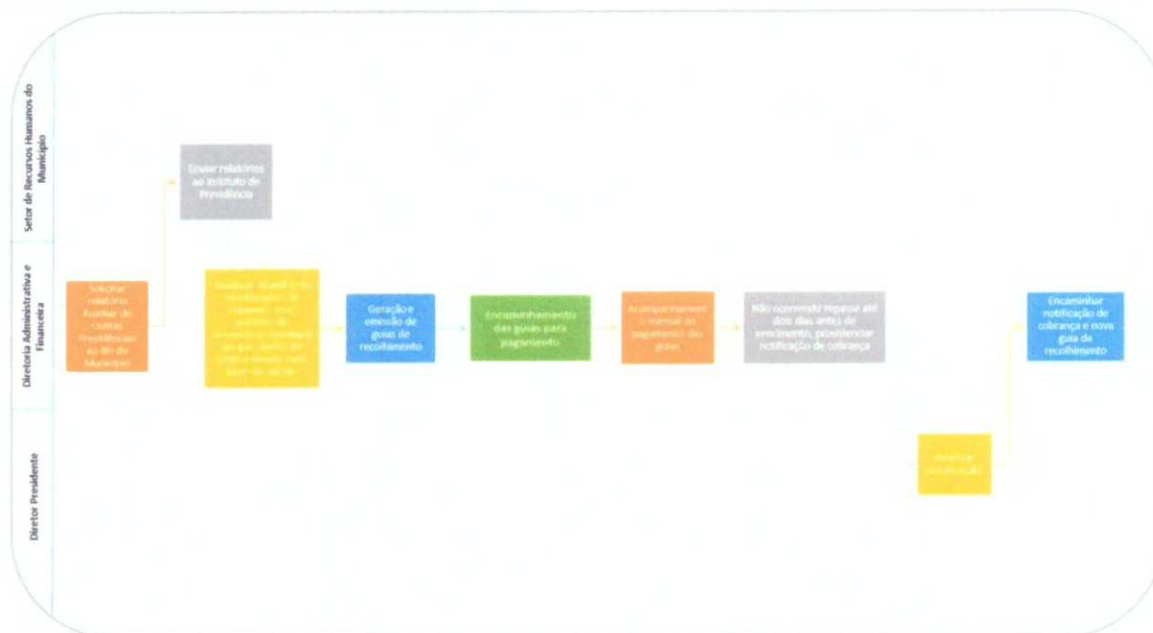 Setor de Recursos Humanos do
Município
Enviar relatórios
ao Instituto de
Previdência
Diretoria Administrativa e
Financeira
Solicitar
relatório
Auxiliar de
Outras
Previdências
ao RH do
Município
Geração e
emissão de
guias de
recolhimento
Encaminhamento
das guias para
pagamento
Acompanhament
o mensal do
pagamento das
guias
Não ocorrendo repasse até
dois dias antes do
vencimento, providenciar
notificação de cobrança
Encaminhar
notificação de
cobrança e nova
guia de
recolhimento
Diretor Presidente
notificação